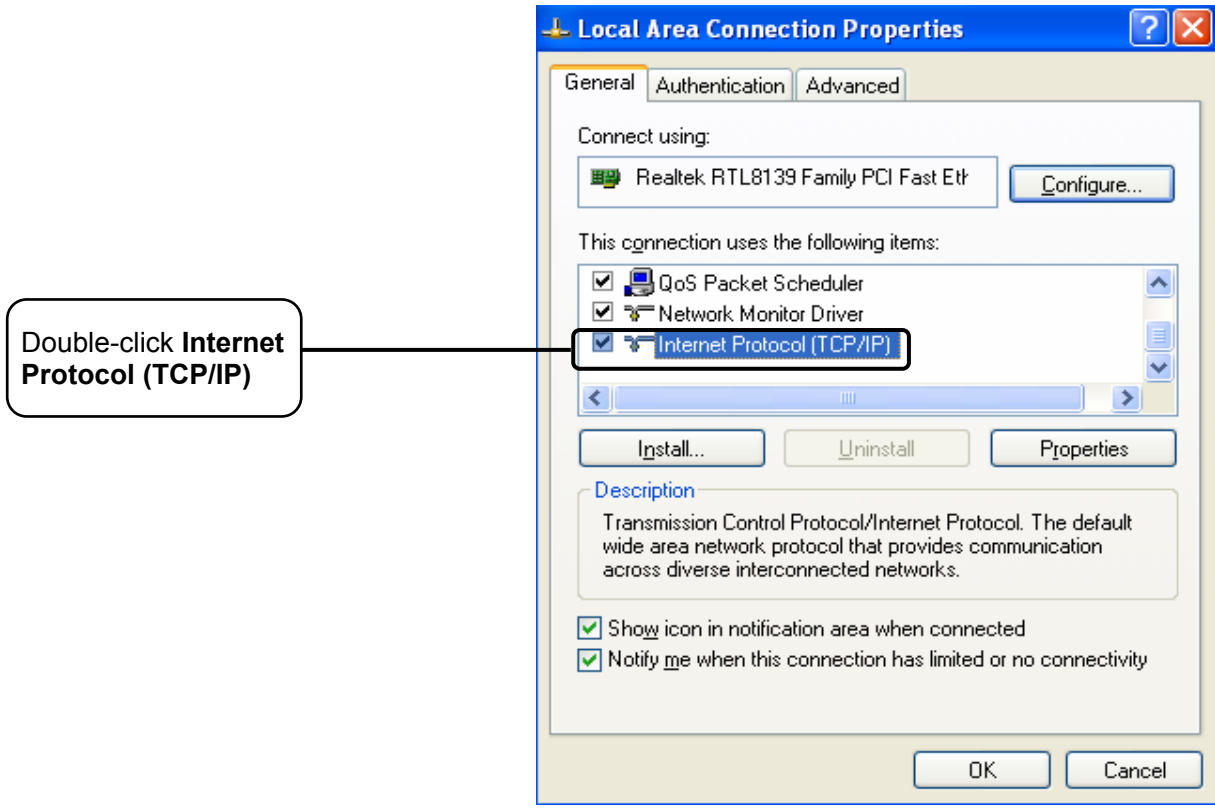 Local Area Connection Properties
General
Authentication
Advanced
Connect using:
Realtek RTL8139 Family PCI Fast Eth
Configure...
This connection uses the following items:
QoS Packet Scheduler
Network Monitor Driver
Internet Protocol (TCP/IP)
Double-click Internet
Protocol (TCP/IP)
Install...
Uninstall
Properties
Description
Transmission Control Protocol/Internet Protocol. The default
wide area network protocol that provides communication
across diverse interconnected networks.
Show icon in notification area when connected
Notify me when this connection has limited or no connectivity
OK
Cancel